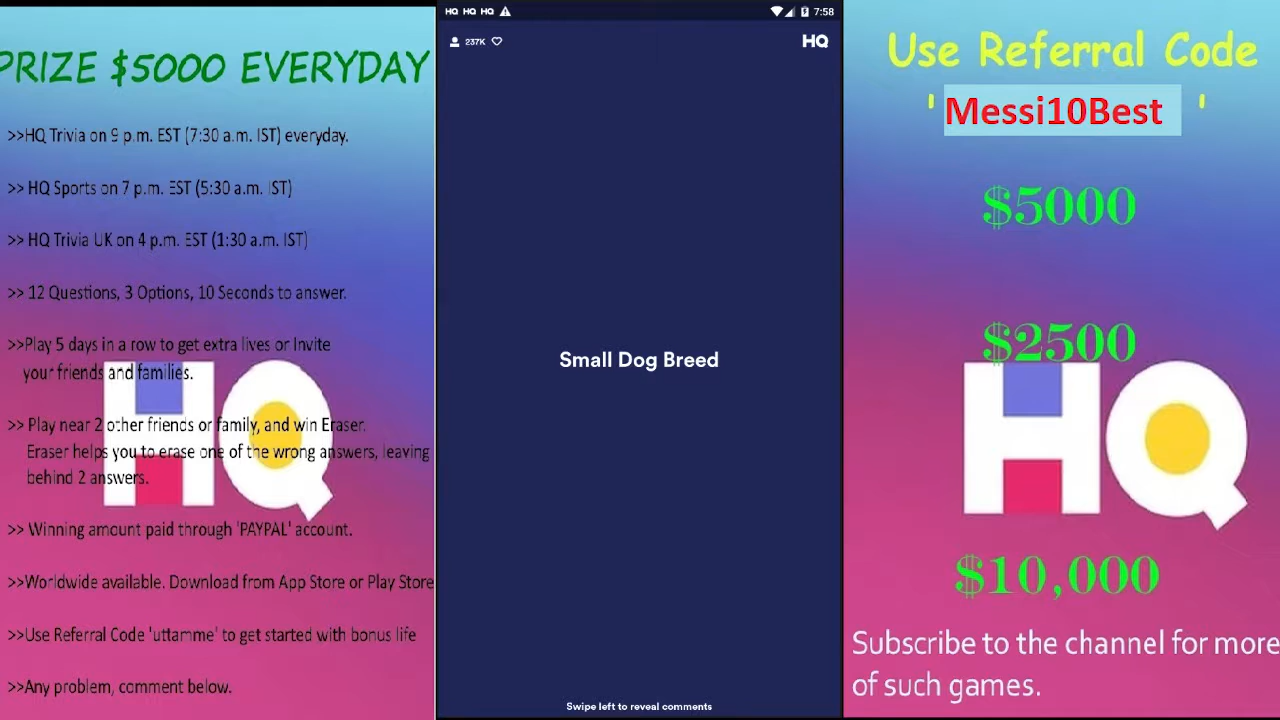 PRIZE $5000 EVERYDAY
>>HQ Trivia on 9 p.m. EST (7:30 a.m. IST) everyday.
>> HQ Sports on 7 p.m. EST (5:30 a.m. IST)
>> HQ Trivia UK on 4 p.m. EST (1:30 a.m. IST)
>> 12 Questions, 3 Options, 10 Seconds to answer.
>>Play 5 days in a row to get extra lives or Invite
your friends and families.
>> Play near 2 other friends or family, and win Eraser.
Eraser helps you to erase one of the wrong answers, leaving
behind 2 answers.
>> Winning amount paid through 'PAYPAL' account.
>>Worldwide available. Download from App Store or Play Store
>>Use Referral Code 'uttamme' to get started with bonus life
>>Any problem, comment below.
HQ
HQ HQ HQ 7:58
237K HQ
Small Dog Breed
Swipe left to reveal comments
Use Referral Code
' Messi10Best '
$5000
$2500
HQ
$10,000
Subscribe to the channel for more
of such games.